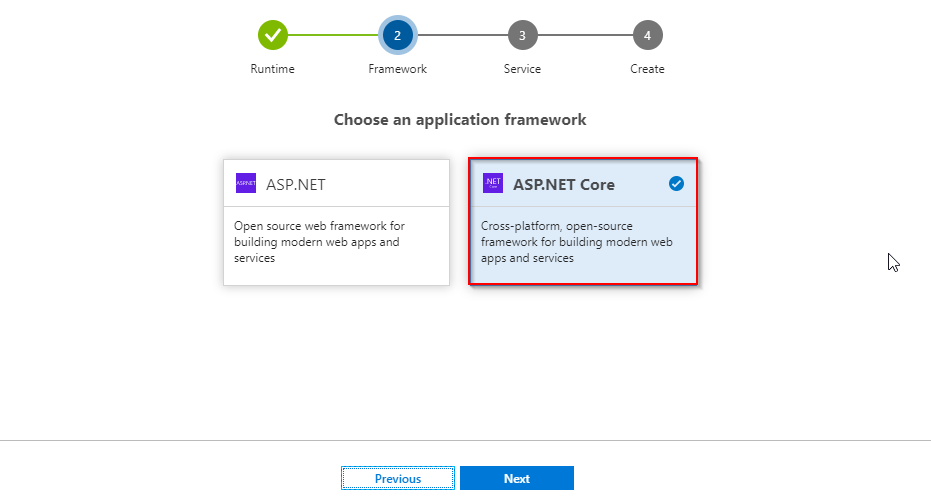 2
3
4
Runtime
Framework
Service
Create
Choose an application framework
ASP.NET
ASP.NET
.NET
Core
ASP.NET Core
Open source web framework for
building modern web apps and
services
Cross-platform, open-source
framework for building modern web
apps and services
Previous
Next